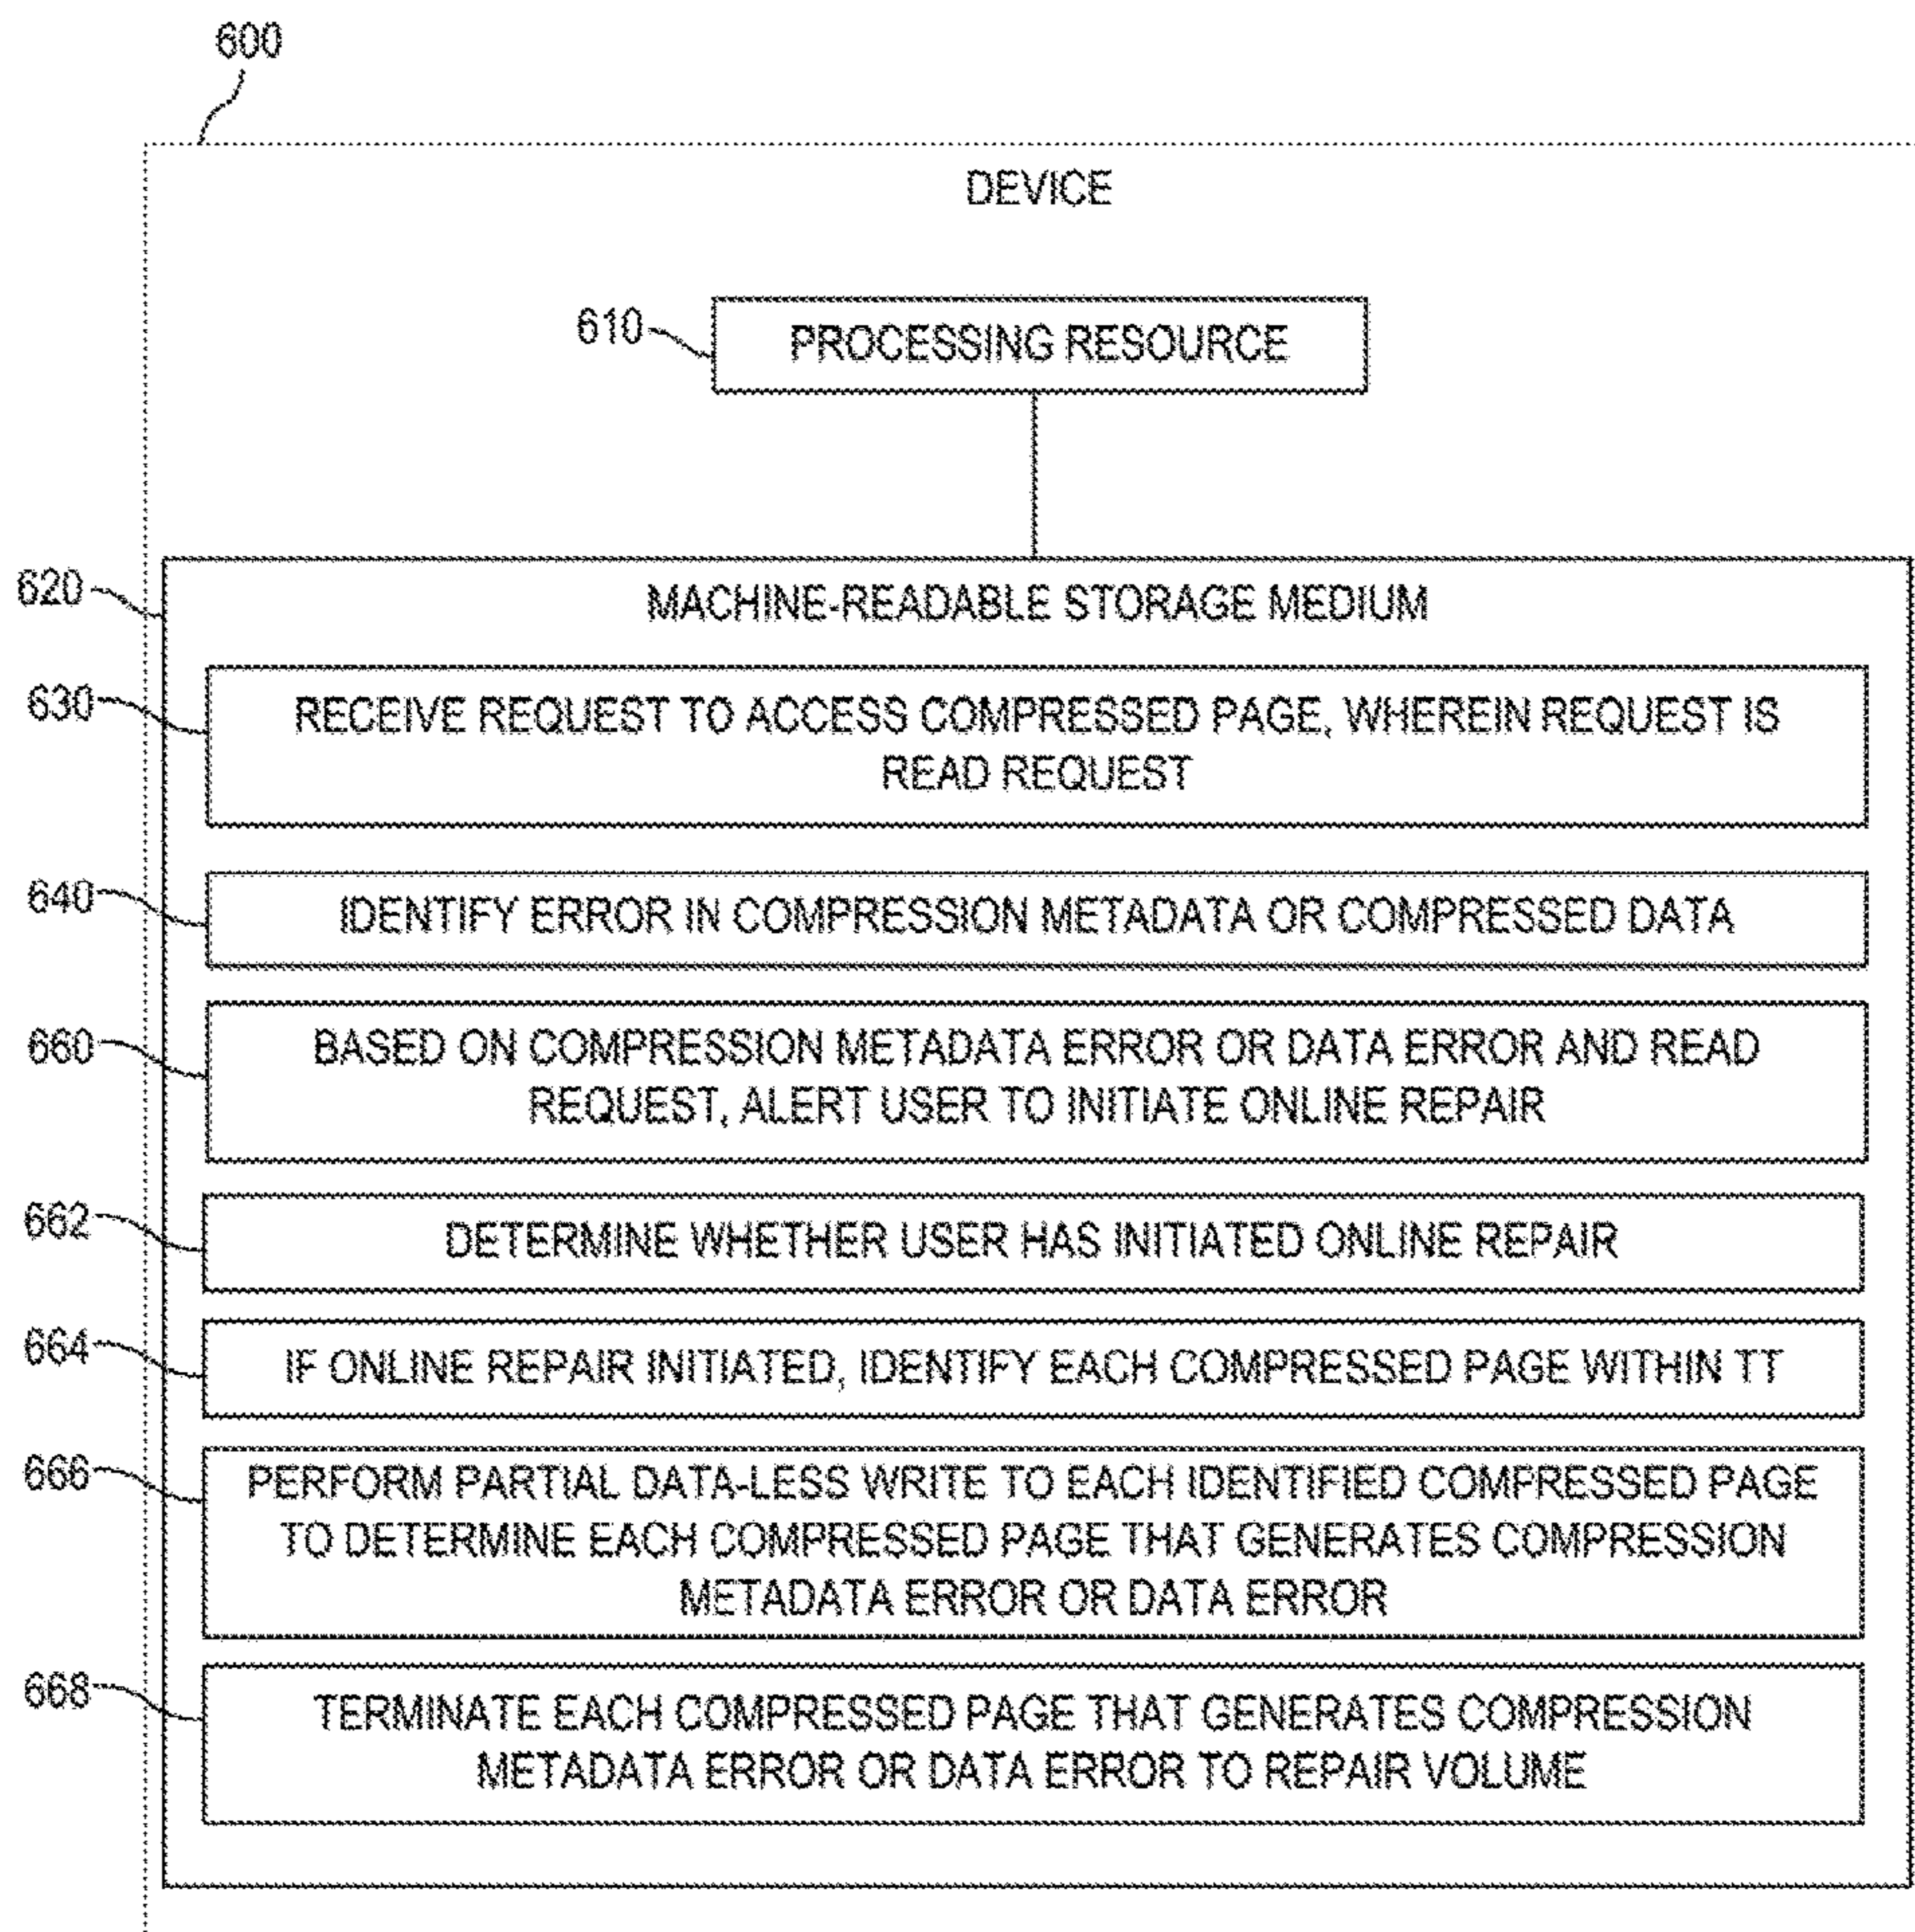 600
DEVICE
610
PROCESSING RESOURCE
620
MACHINE-READABLE STORAGE MEDIUM
630
RECEIVE REQUEST TO ACCESS COMPRESSED PAGE, WHEREIN REQUEST IS
READ REQUEST
640
IDENTIFY ERROR IN COMPRESSION METADATA OR COMPRESSED DATA
660
BASED ON COMPRESSION METADATA ERROR OR DATA ERROR AND READ
REQUEST, ALERT USER TO INITIATE ONLINE REPAIR
662
DETERMINE WHETHER USER HAS INITIATED ONLINE REPAIR
664
IF ONLINE REPAIR INITIATED, IDENTIFY EACH COMPRESSED PAGE WITHIN TT
666
PERFORM PARTIAL DATA-LESS WRITE TO EACH IDENTIFIED COMPRESSED PAGE
TO DETERMINE EACH COMPRESSED PAGE THAT GENERATES COMPRESSION
METADATA ERROR OR DATA ERROR
668
TERMINATE EACH COMPRESSED PAGE THAT GENERATES COMPRESSION
METADATA ERROR OR DATA ERROR TO REPAIR VOLUME